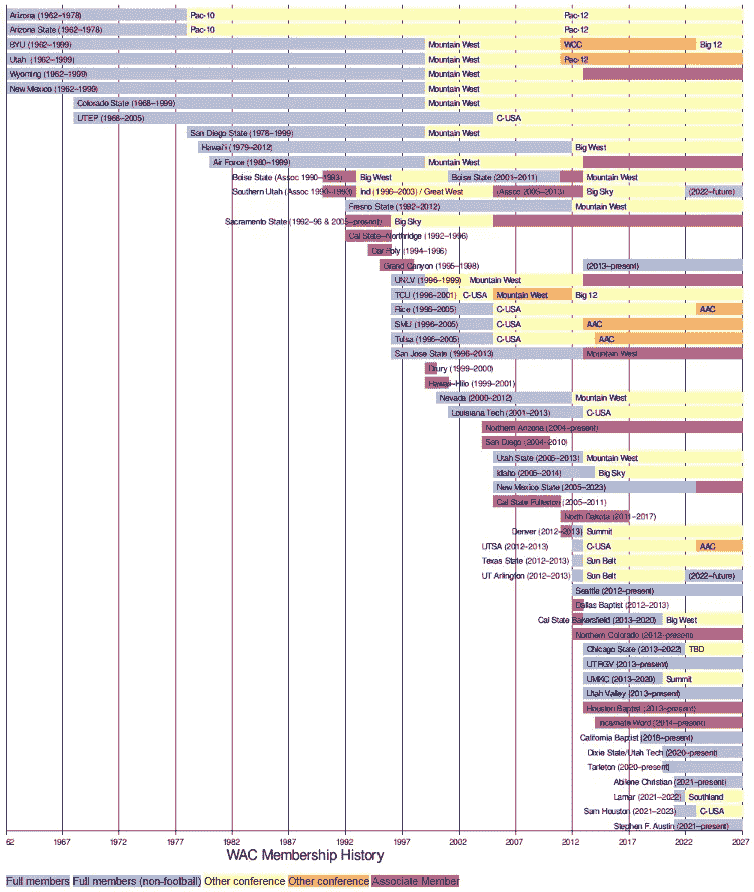 Arizona (1962–1978) Pac-10 Pac-12
Arizona State (1962–1978) Pac-10 Pac-12
BYU (1962–1999) Mountain West WCC Big 12
Utah (1962–1999) Mountain West Pac-12
Wyoming (1962–1999) Mountain West
New Mexico (1962–1999) Mountain West
Colorado State (1968–1999) Mountain West
UTEP (1968–2005) C-USA
San Diego State (1978–1999) Mountain West
Hawai'i (1979–2012) Big West
Air Force (1980–1999) Mountain West
Boise State (Assoc 1990–1993) Big West Boise State (2001–2011) Mountain West
Southern Utah (Assoc 1990–1993) Ind (1996–2003) / Great West (Assoc 2005–2013) Big Sky (2022–future)
Fresno State (1992–2012) Mountain West
Sacramento State (1992–96 & 2005–present) Big Sky
Cal State–Northridge (1992–1996)
Cal Poly (1994–1996)
Grand Canyon (1995–1998) (2013–present)
UNLV (1996–1999) Mountain West
TCU (1996–2001) C-USA Mountain West Big 12
Rice (1996–2005) C-USA AAC
SMU (1996–2005) C-USA AAC
Tulsa (1996–2005) C-USA AAC
San Jose State (1996–2013) Mountain West
Drury (1999–2000)
Hawaii–Hilo (1999–2001)
Nevada (2000–2012) Mountain West
Louisiana Tech (2001–2013) C-USA
Northern Arizona (2004–present)
San Diego (2004–2010)
Utah State (2005–2013) Mountain West
Idaho (2005–2014) Big Sky
New Mexico State (2005–2023)
Cal State Fullerton (2005–2011)
North Dakota (2011–2017)
Denver (2012–2013) Summit
UTSA (2012–2013) C-USA AAC
Texas State (2012–2013) Sun Belt
UT Arlington (2012–2013) Sun Belt (2022–future)
Seattle (2012–present)
Dallas Baptist (2012–2013)
Cal State Bakersfield (2013–2020) Big West
Northern Colorado (2012–present)
Chicago State (2013–2022) TBD
UTRGV (2013–present)
UMKC (2013–2020) Summit
Utah Valley (2013–present)
Houston Baptist (2013–present)
Incarnate Word (2014–present)
California Baptist (2018–present)
Dixie State/Utah Tech (2020–present)
Tarleton (2020–present)
Abilene Christian (2021–present)
Lamar (2021–2022) Southland
Sam Houston (2021–2023) C-USA
Stephen F. Austin (2021–present)
62 1967 1972 1977 1982 1987 1992 1997 2002 2007 2012 2017 2022 2027
WAC Membership History
Full members Full members (non-football) Other conference Other conference Associate Member